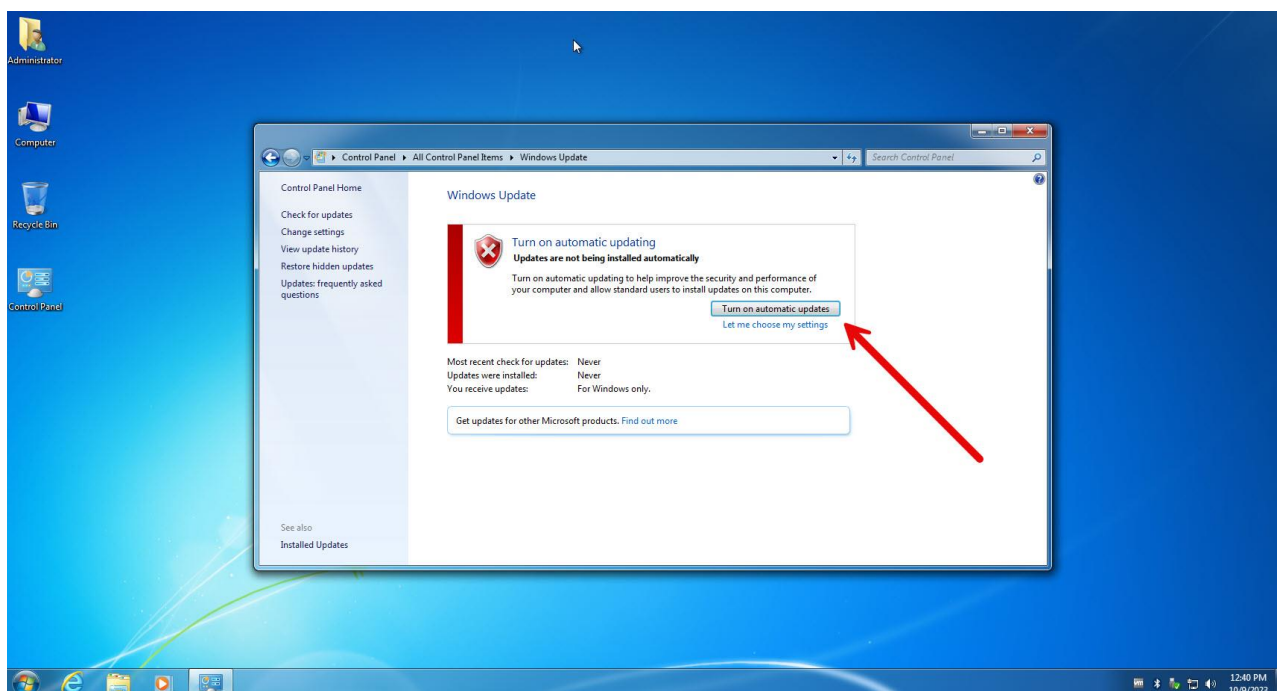 Administrator
Computer
Recycle Bin
Control Panel
Control Panel ▸ All Control Panel Items ▸ Windows Update
Search Control Panel
Control Panel Home
Check for updates
Change settings
View update history
Restore hidden updates
Updates: frequently asked
questions
See also
Installed Updates
Windows Update
Turn on automatic updating
Updates are not being installed automatically
Turn on automatic updating to help improve the security and performance of
your computer and allow standard users to install updates on this computer.
Turn on automatic updates
Let me choose my settings
Most recent check for updates: Never
Updates were installed: Never
You receive updates: For Windows only.
Get updates for other Microsoft products. Find out more
12:40 PM
10/9/2023